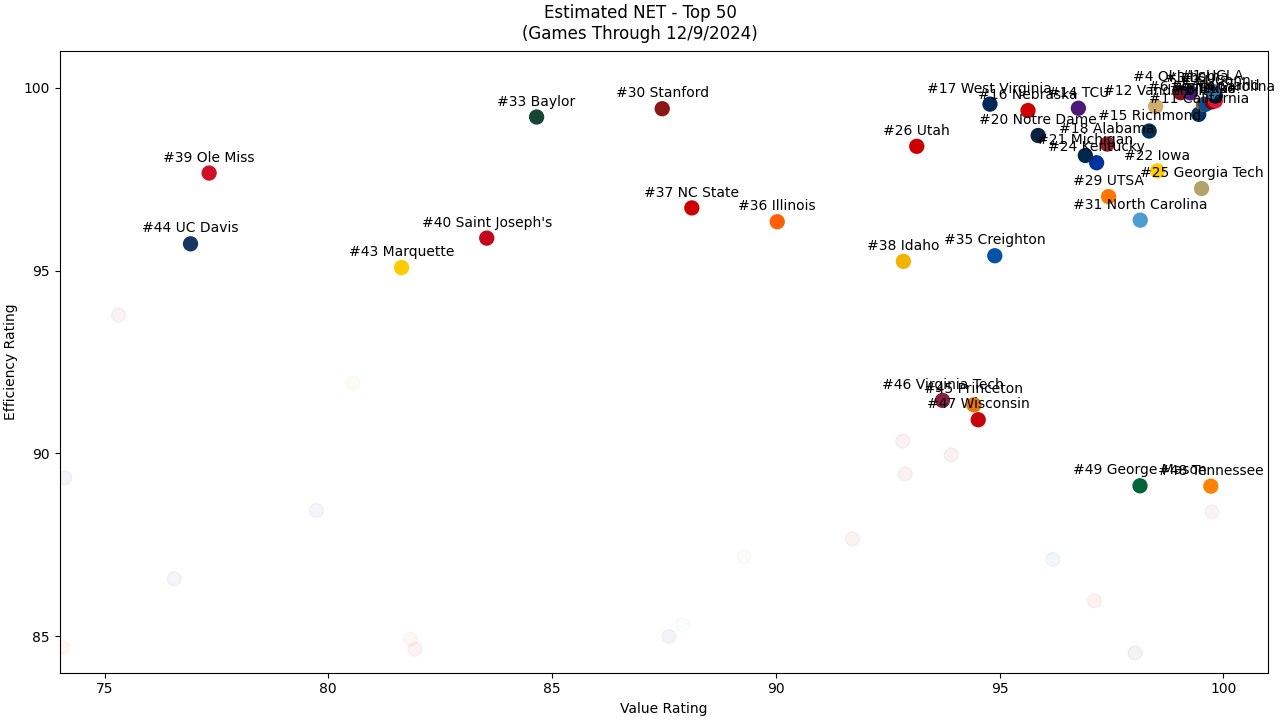 Estimated NET - Top 50
(Games Through 12/9/2024)
#4 Okl
#17 West Virginia
#16 Nebraska
#14 TCU
#12 Vand
#11 California
#33 Baylor
#30 Stanford
#20 Notre Dame
#15 Richmond
#18 Alabama
#26 Utah
#21 Michigan
#24 Kentucky
#22 Iowa
#39 Ole Miss
#25 Georgia Tech
#29 UTSA
#37 NC State
#36 Illinois
#31 North Carolina
#44 UC Davis
#40 Saint Joseph's
#43 Marquette
#38 Idaho
#35 Creighton
#46 Virginia Tech
#45 Princeton
#47 Wisconsin
#49 George Mason
#48 Tennessee
100
95
90
85
Efficiency Rating
75 80 85 90 95 100
Value Rating